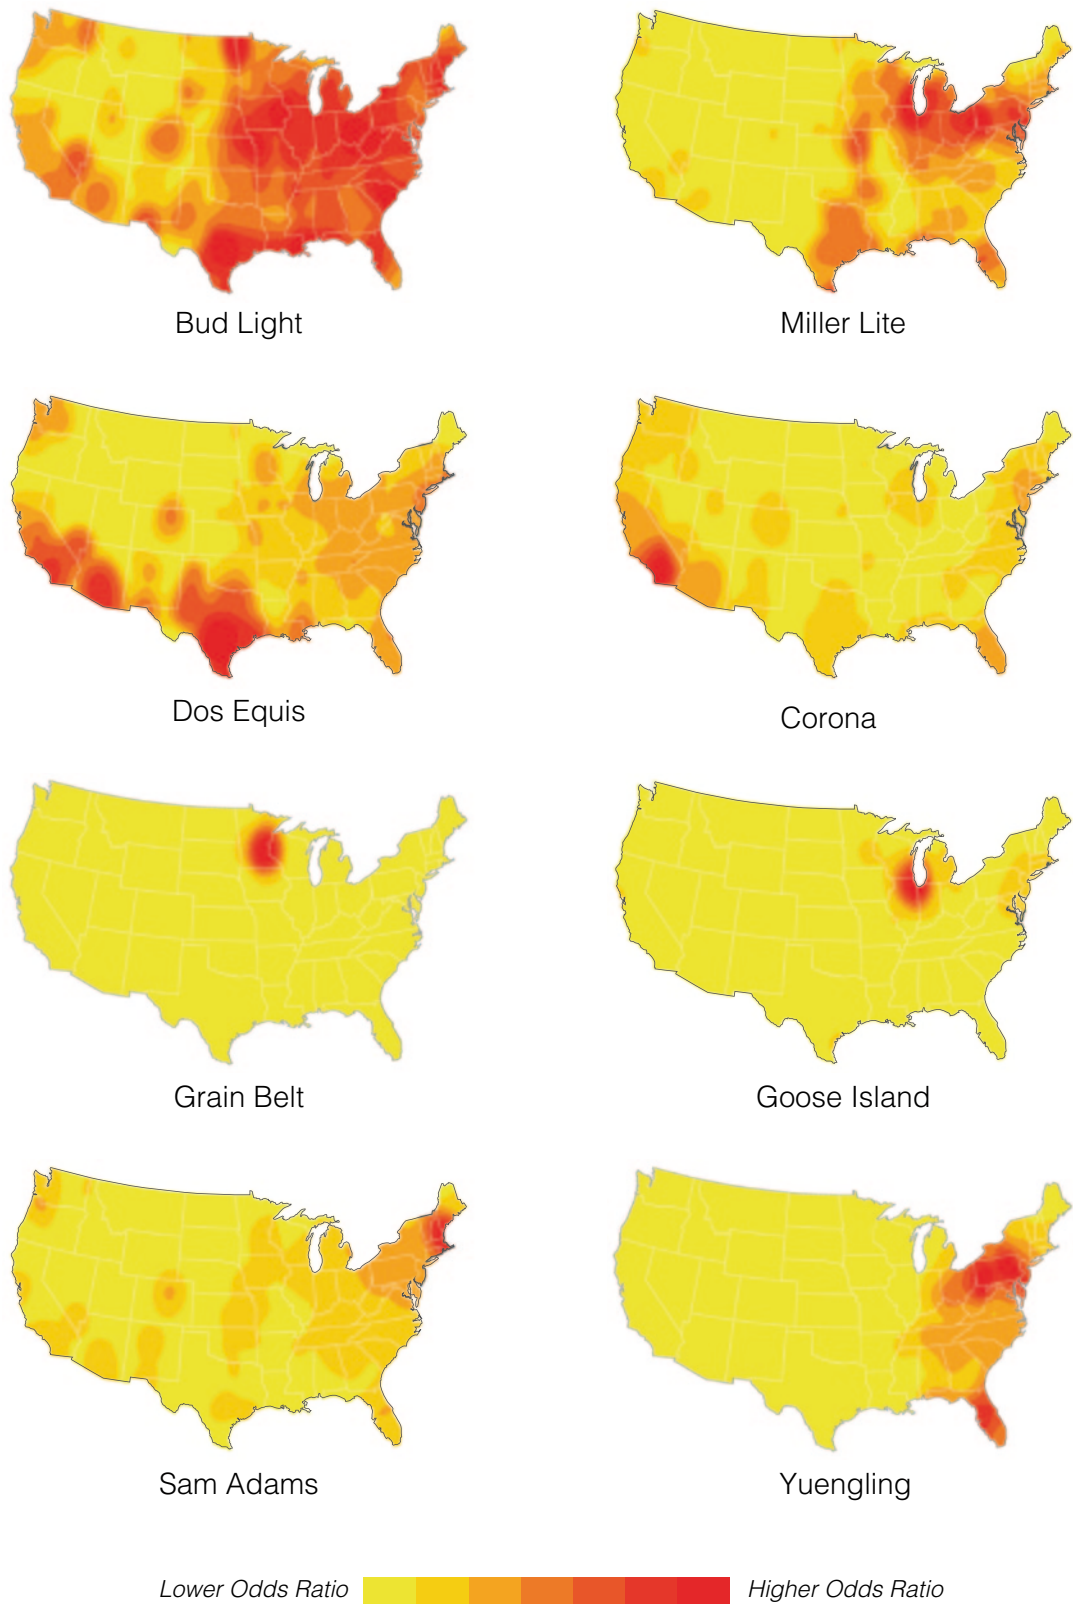 Bud Light
Miller Lite
Dos Equis
Corona
Grain Belt
Goose Island
Sam Adams
Yuengling
Lower Odds Ratio
Higher Odds Ratio